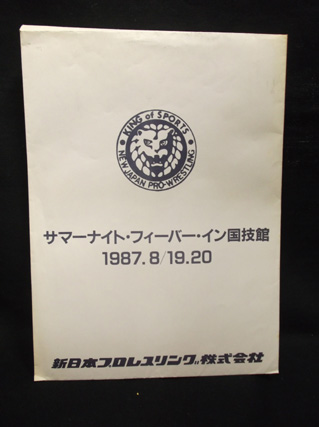 KING of SPORTS
NEW JAPAN PRO-WRESTLING
サマーナイト・フィーバー・イン国技館
1987.8/19.20
新日本プロレスリング株式会社